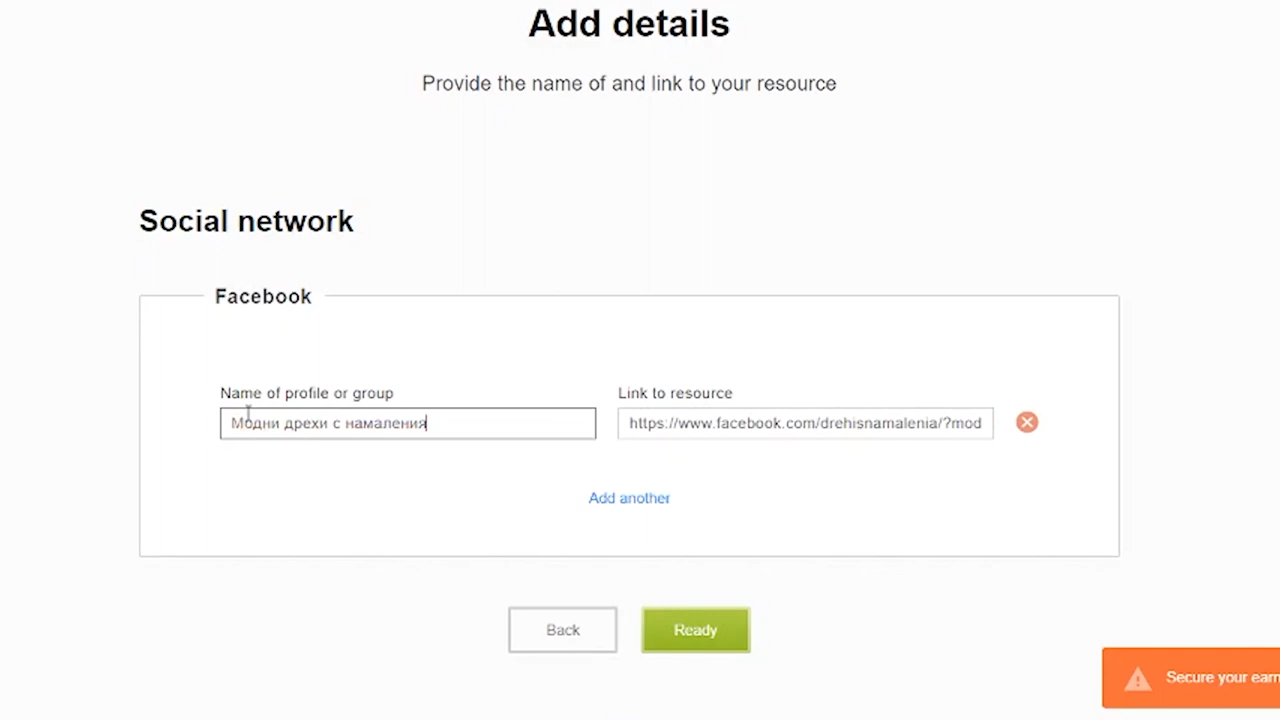 Add details
Provide the name of and link to your resource
Social network
Facebook
Name of profile or group
Link to resource
Модни дрехи с намаления
https://www.facebook.com/drehisnamalenia/?mod
Add another
Back
Ready
Secure your